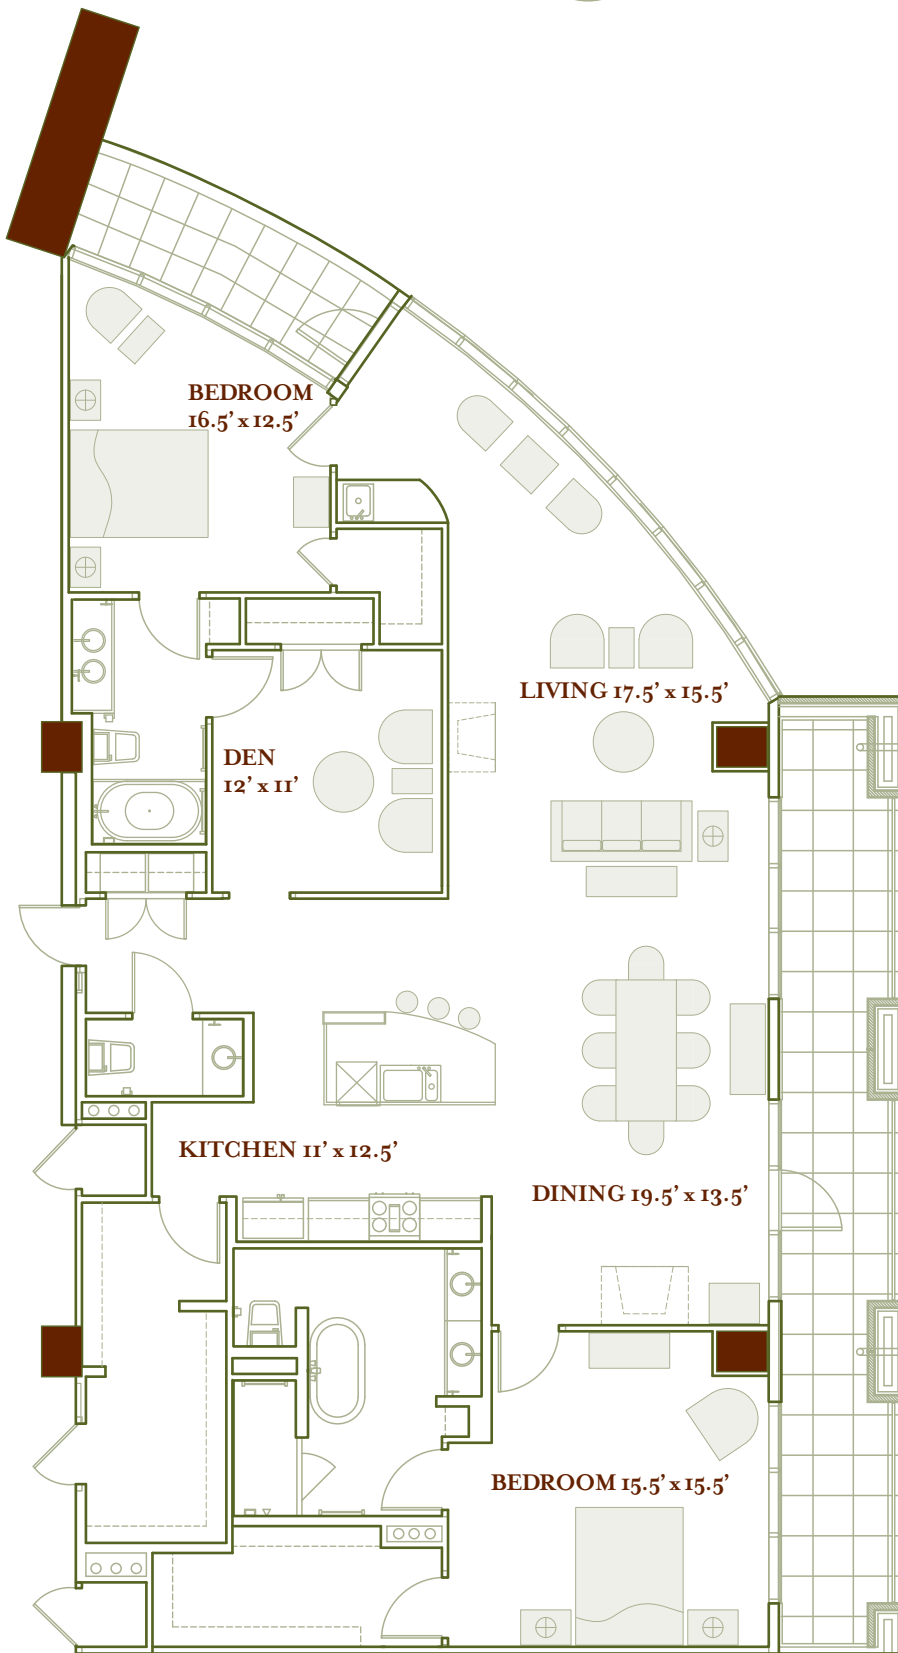 BEDROOM
16.5’ x 12.5’
LIVING 17.5’ x 15.5’
DEN
12’ x 11’
KITCHEN 11’ x 12.5’
DINING 19.5’ x 13.5’
BEDROOM 15.5’ x 15.5’